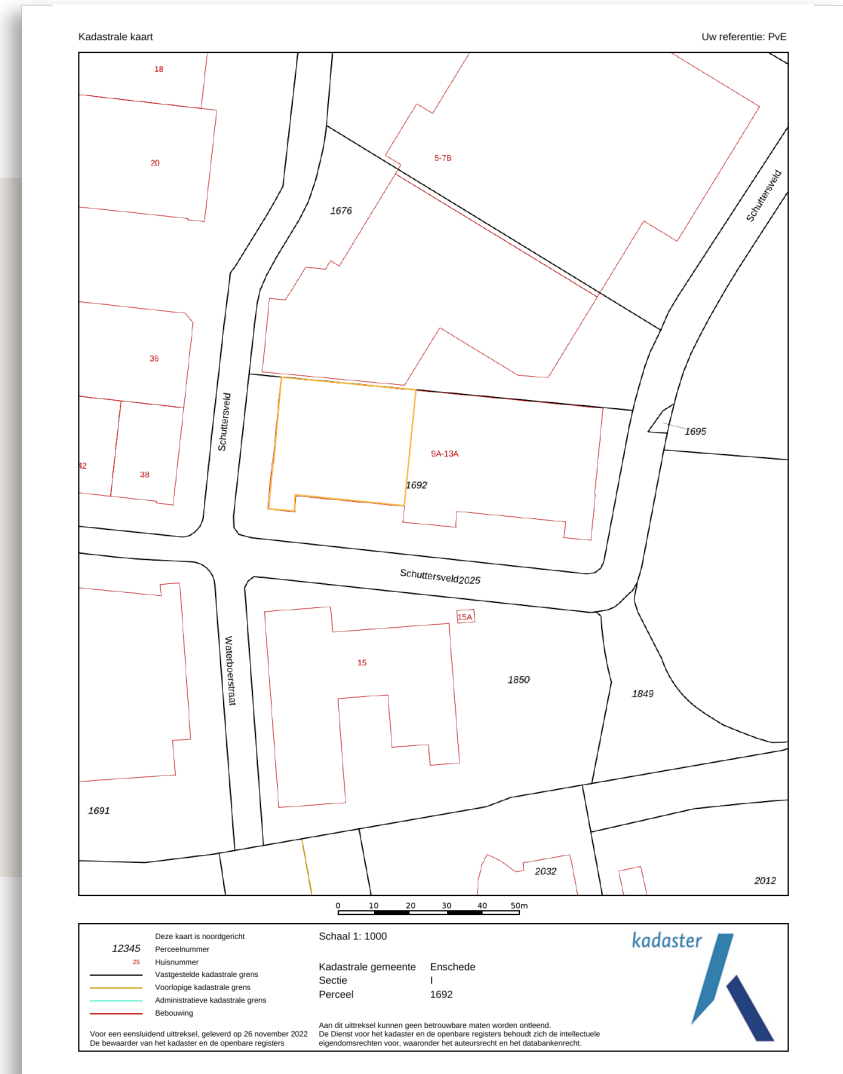 Kadastrale kaart
Uw referentie: PvE
18
20
5-7B
Schuttersveld
1676
36
Schuttersveld
1695
9A-13A
42
38
1692
Schuttersveld2025
15A
Waterboerstraat
15
1850
1849
1691
2032
2012
0 10 20 30 40 50m
Deze kaart is noordgericht
12345 Perceelnummer
25 Huisnummer
Vastgestelde kadastrale grens
Voorlopige kadastrale grens
Administratieve kadastrale grens
Bebouwing
Voor een eensluidend uittreksel, geleverd op 26 november 2022
De bewaarder van het kadaster en de openbare registers
Schaal 1: 1000
Kadastrale gemeente Enschede
Sectie I
Perceel 1692
Aan dit uittreksel kunnen geen betrouwbare maten worden ontleend.
De Dienst voor het kadaster en de openbare registers behoudt zich de intellectuele
eigendomsrechten voor, waaronder het auteursrecht en het databankenrecht.
kadaster